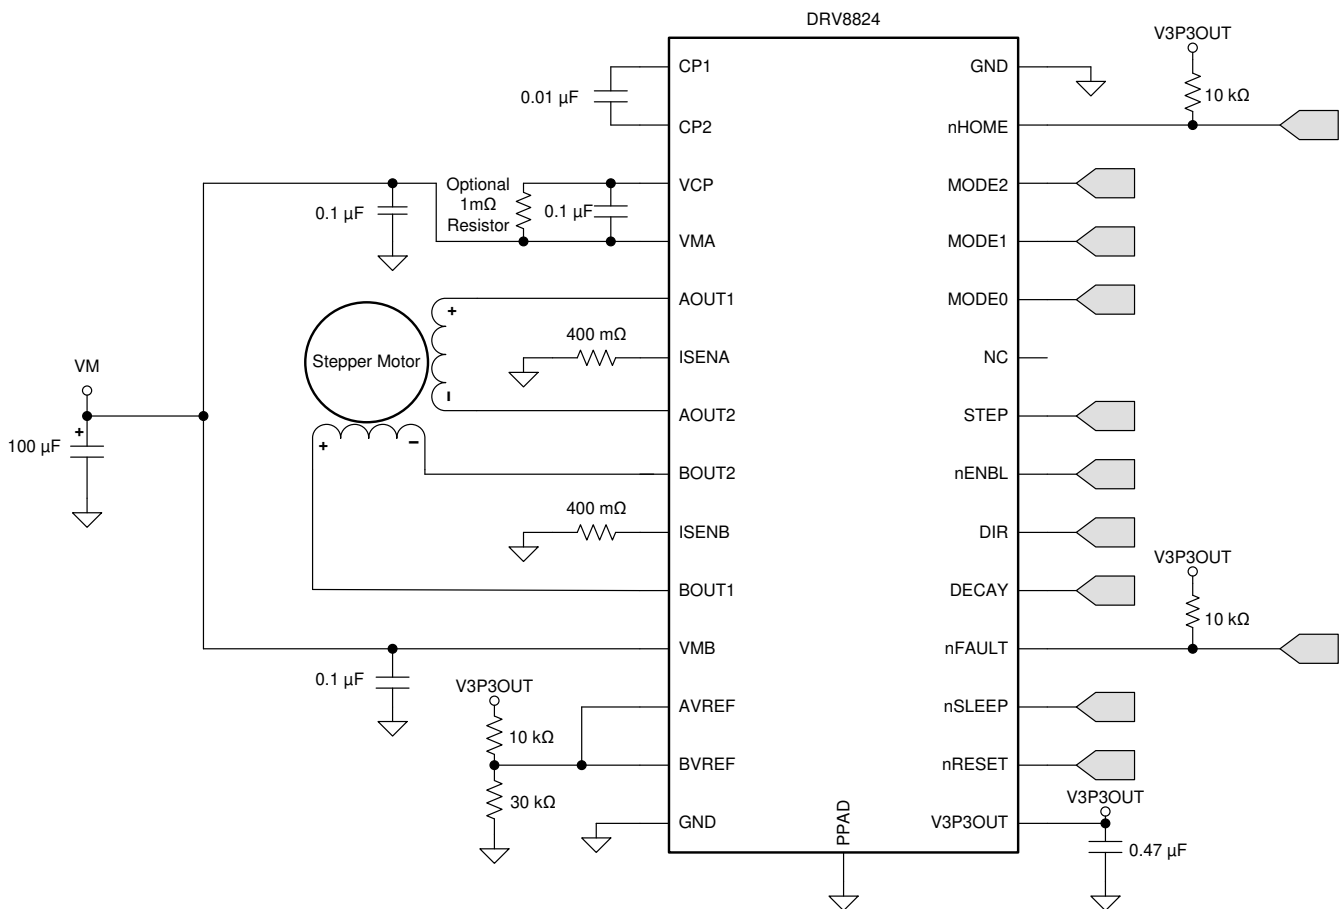 DRV8824
V3P3OUT
10 kΩ
CP1
GND
0.01 µF
CP2
nHOME
Optional
1mΩ
Resistor
VCP
MODE2
0.1 µF
0.1 µF
VMA
MODE1
AOUT1
MODE0
+
400 mΩ
Stepper Motor
ISENA
NC
VM
–
AOUT2
STEP
+
100 µF
+
–
BOUT2
nENBL
400 mΩ
ISENB
DIR
V3P3OUT
BOUT1
DECAY
10 kΩ
VMB
nFAULT
0.1 µF
V3P3OUT
AVREF
nSLEEP
10 kΩ
BVREF
nRESET
30 kΩ
V3P3OUT
GND
PPAD
V3P3OUT
0.47 µF